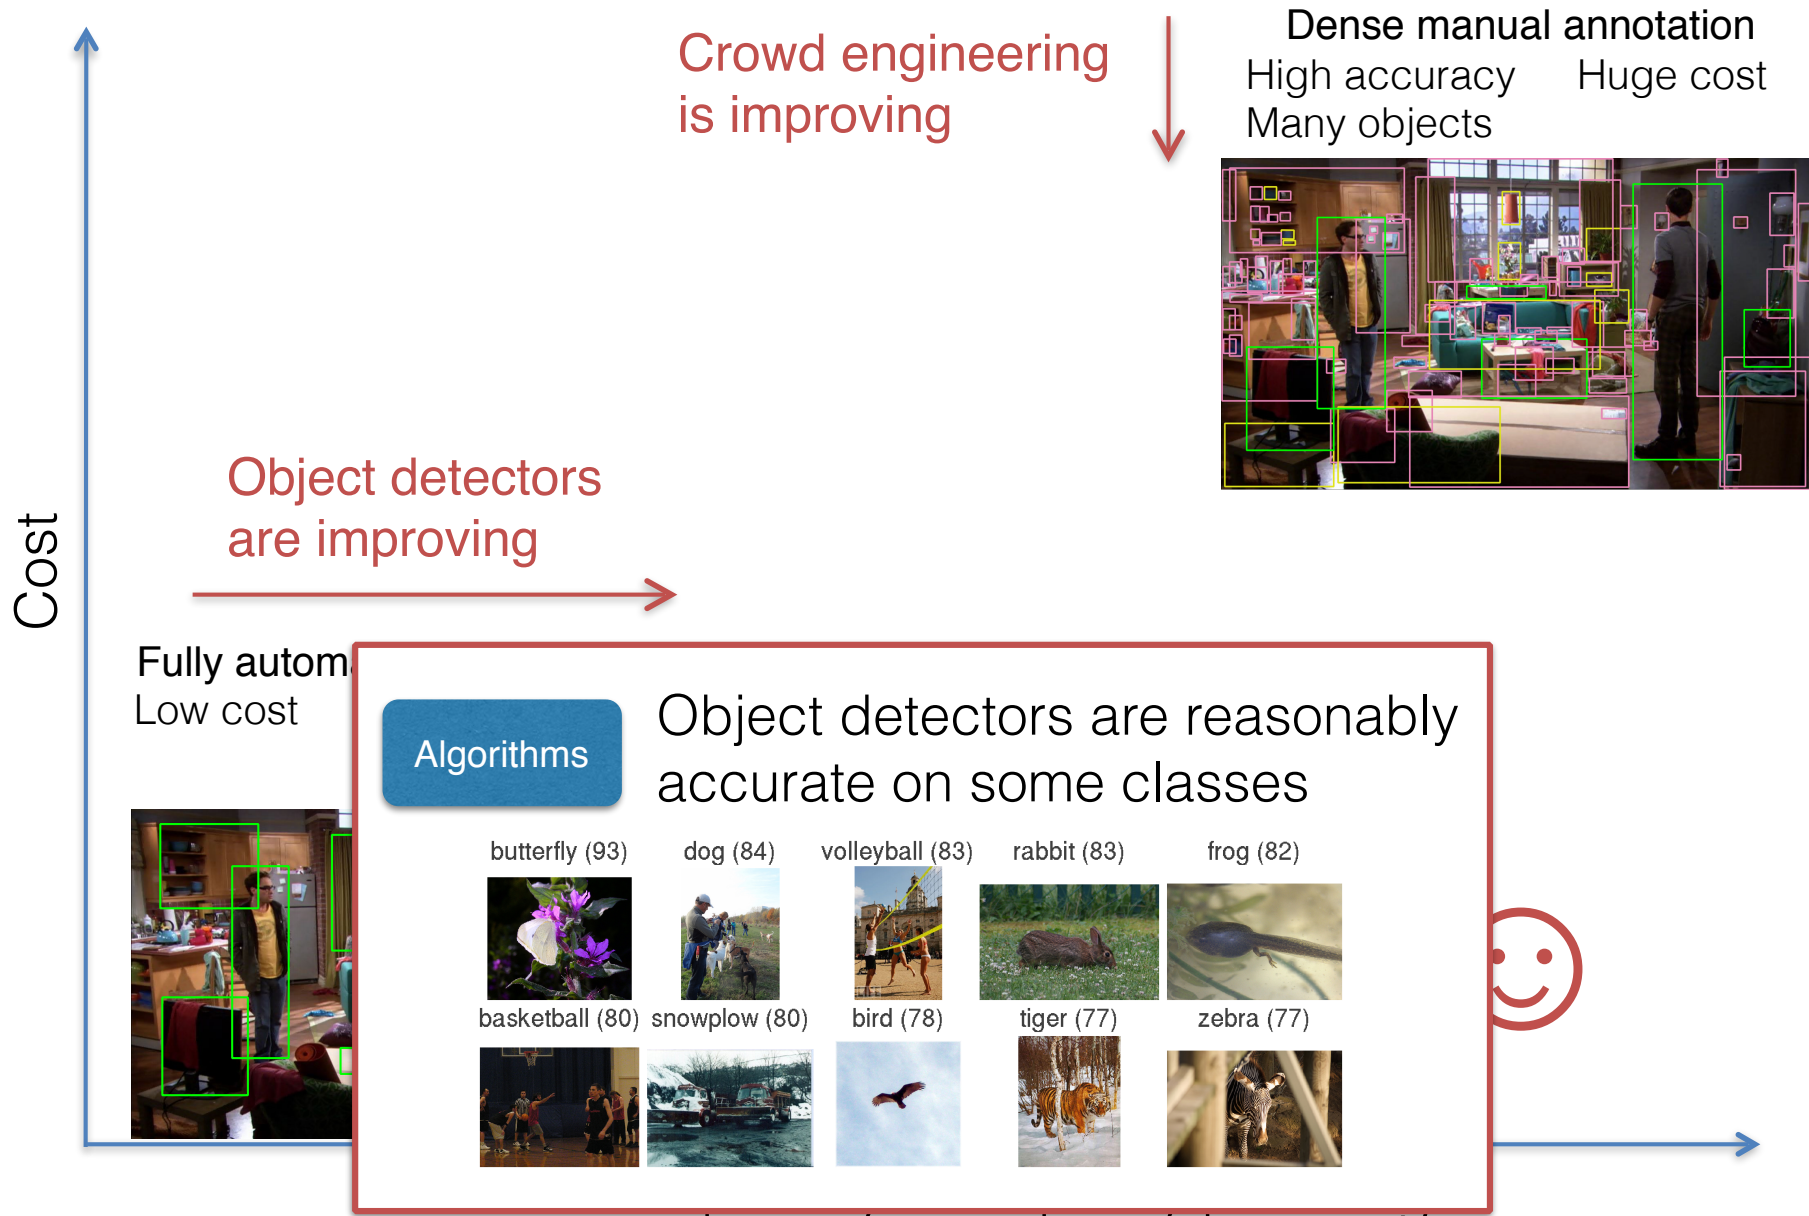 Crowd engineering
is improving
Dense manual annotation
High accuracy Huge cost
Many objects
Object detectors
are improving
Cost
Fully autom
Low cost
Algorithms
Object detectors are reasonably
accurate on some classes
butterfly (93) dog (84) volleyball (83) rabbit (83) frog (82)
basketball (80) snowplow (80) bird (78) tiger (77) zebra (77)